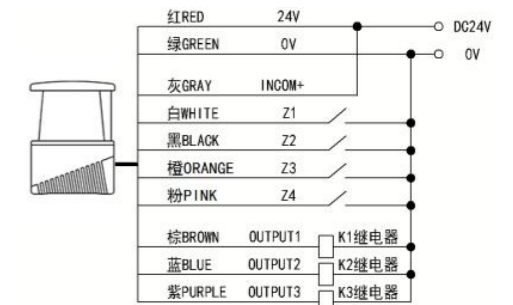 红RED 24V DC24V
绿GREEN 0V 0V
灰GRAY INCOM+
白WHITE Z1
黑BLACK Z2
橙ORANGE Z3
粉PINK Z4
棕BROWN OUTPUT1 K1继电器
蓝BLUE OUTPUT2 K2继电器
紫PURPLE OUTPUT3 K3继电器